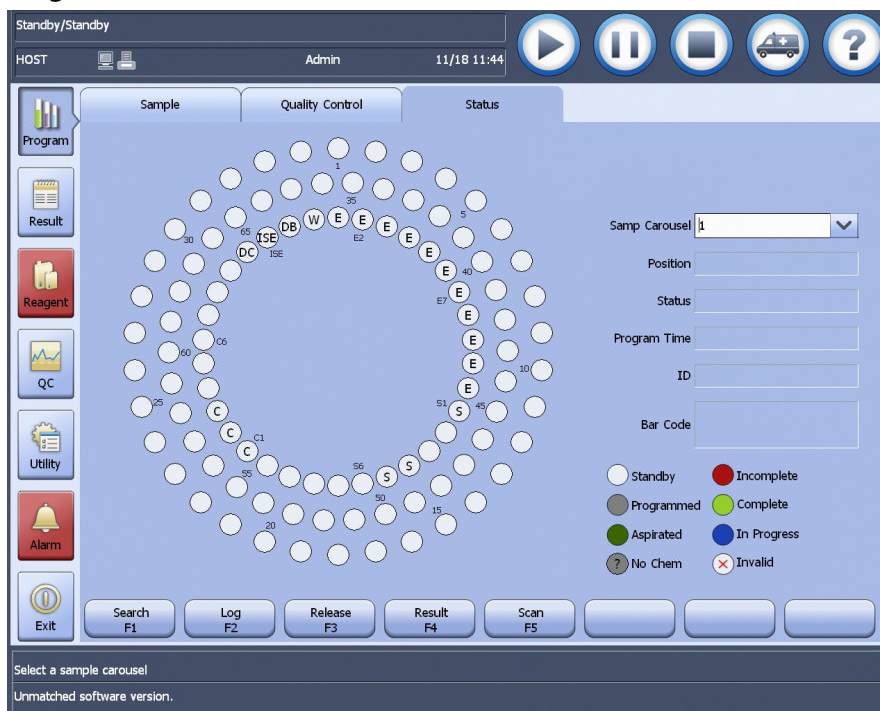 Standby/Standby
HOST Admin 11/18 11:44
Program
Result
Reagent
QC
Utility
Alarm
Exit
Sample Quality Control Status
1
35
5
E2
30
65
DC ISE DB W E E E E E E
ISE
40
E7
E
E
E
E
E
10
60
C6
25
S1
45
S
C
C
C
C1
55
S6
S
S
50
15
20
Samp Carousel 1
Position
Status
Program Time
ID
Bar Code
Standby Incomplete
Programmed Complete
Aspirated In Progress
? No Chem Invalid
Search Log Release Result Scan
F1 F2 F3 F4 F5
Select a sample carousel
Unmatched software version.